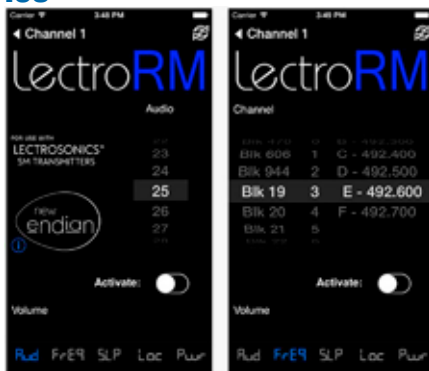 Carrier 3:48 PM
◀ Channel 1
LectroRM
Audio
FOR USE WITH
LECTROSONICS®
SM TRANSMITTERS
23
24
25
26
27
new
endian
Activate:
Volume
Aud FrEq SLP Loc Pwr
Carrier 3:48 PM
◀ Channel 1
LectroRM
Channel
Blk 606 1 C - 492.400
Blk 944 2 D - 492.500
Blk 19 3 E - 492.600
Blk 20 4 F - 492.700
Blk 21 5
Activate:
Volume
Aud FrEq SLP Loc Pwr